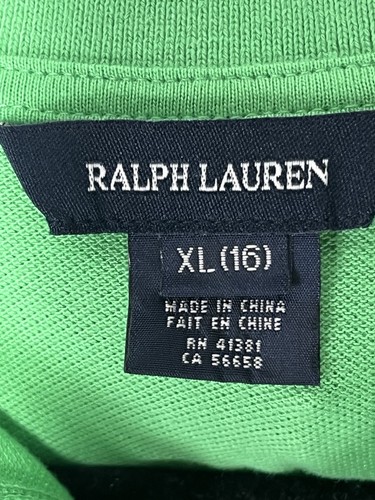 RALPH LAUREN
XL (16)
MADE IN CHINA
FAIT EN CHINE
RN 41381
CA 56658